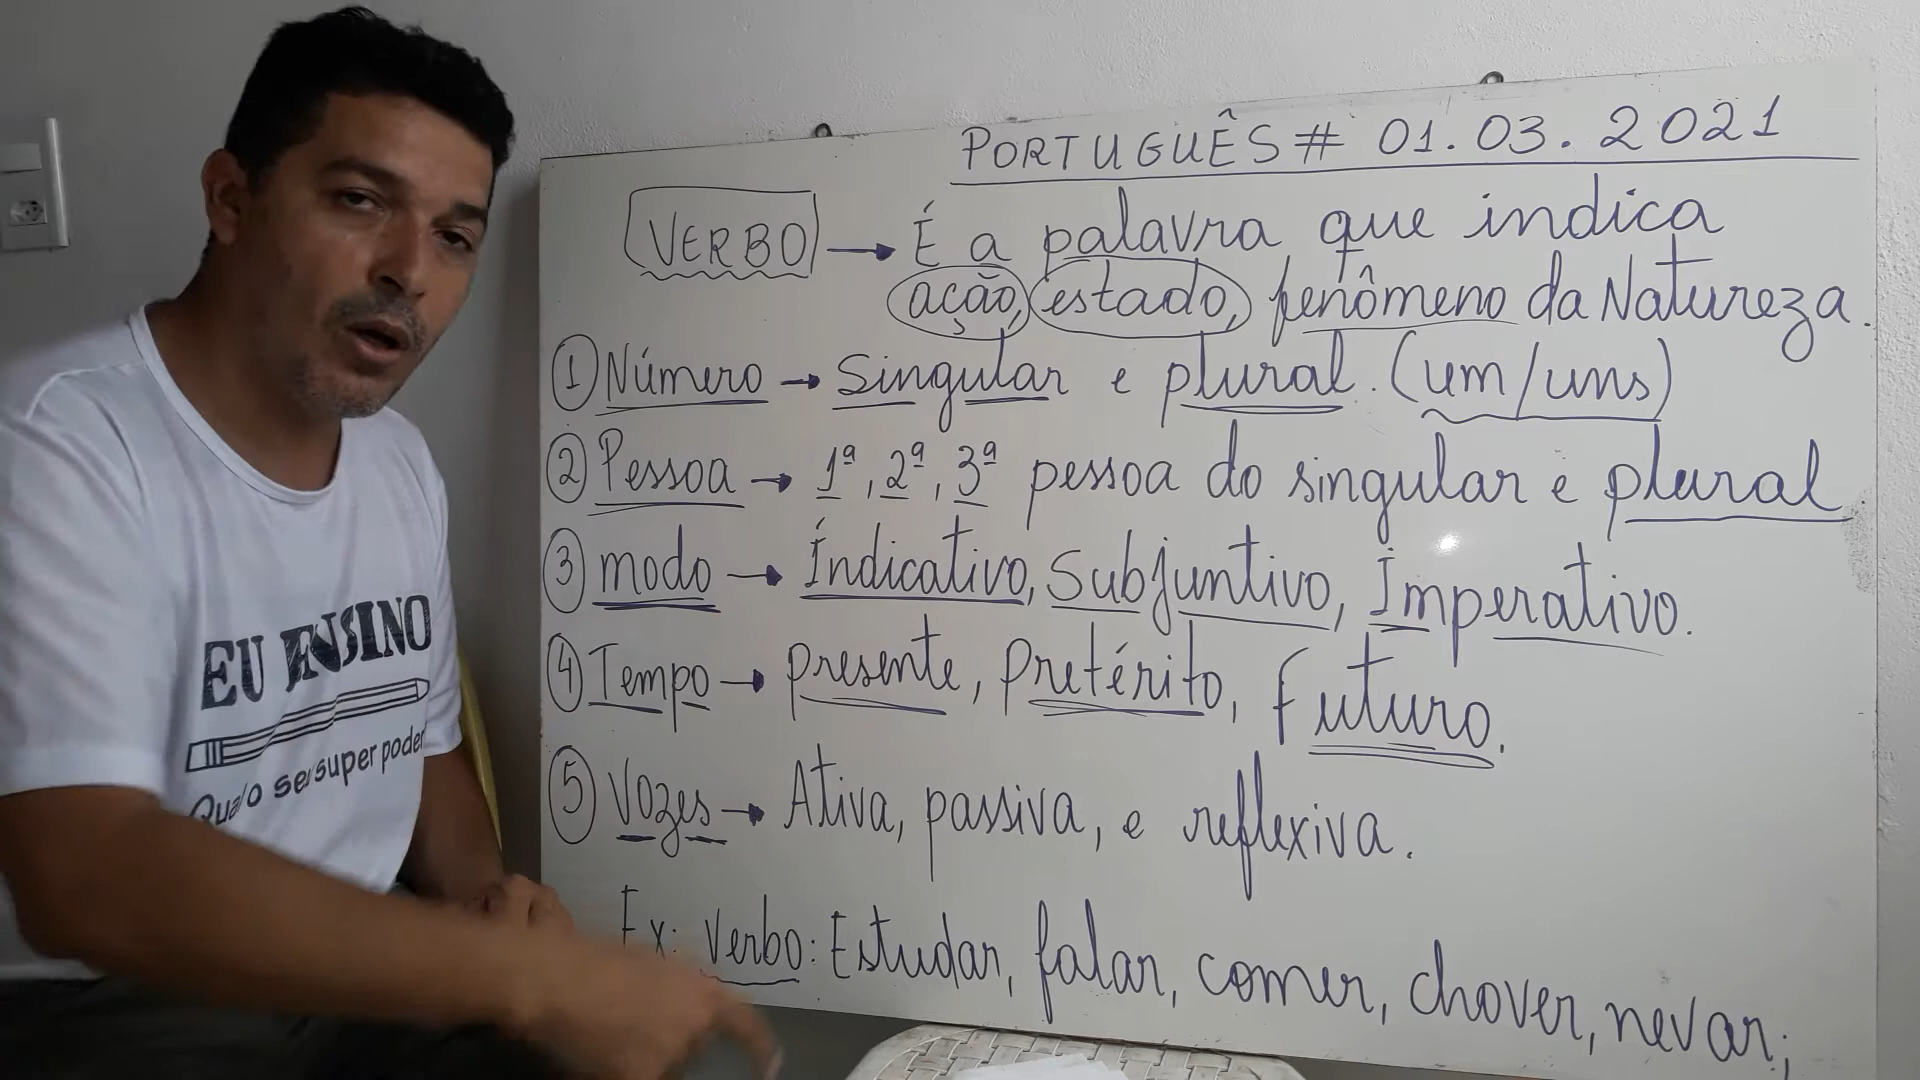 PORTUGUÊS # 01.03.2021
VERBO → É a palavra que indica
ação, estado, fenômeno da Natureza.
① Número → Singular e plural. (um/uns)
② Pessoa → 1ª, 2ª, 3ª pessoa do singular e plural
③ modo → Índicativo, Subjuntivo, Imperativo.
④ Tempo → presente, pretérito, Futuro.
⑤ Vozes → Ativa, passiva, e reflexiva.
Ex: Verbo: Estudar, falar, comer, chover, nevar;
EU ENSINO
Qual o seu super poder